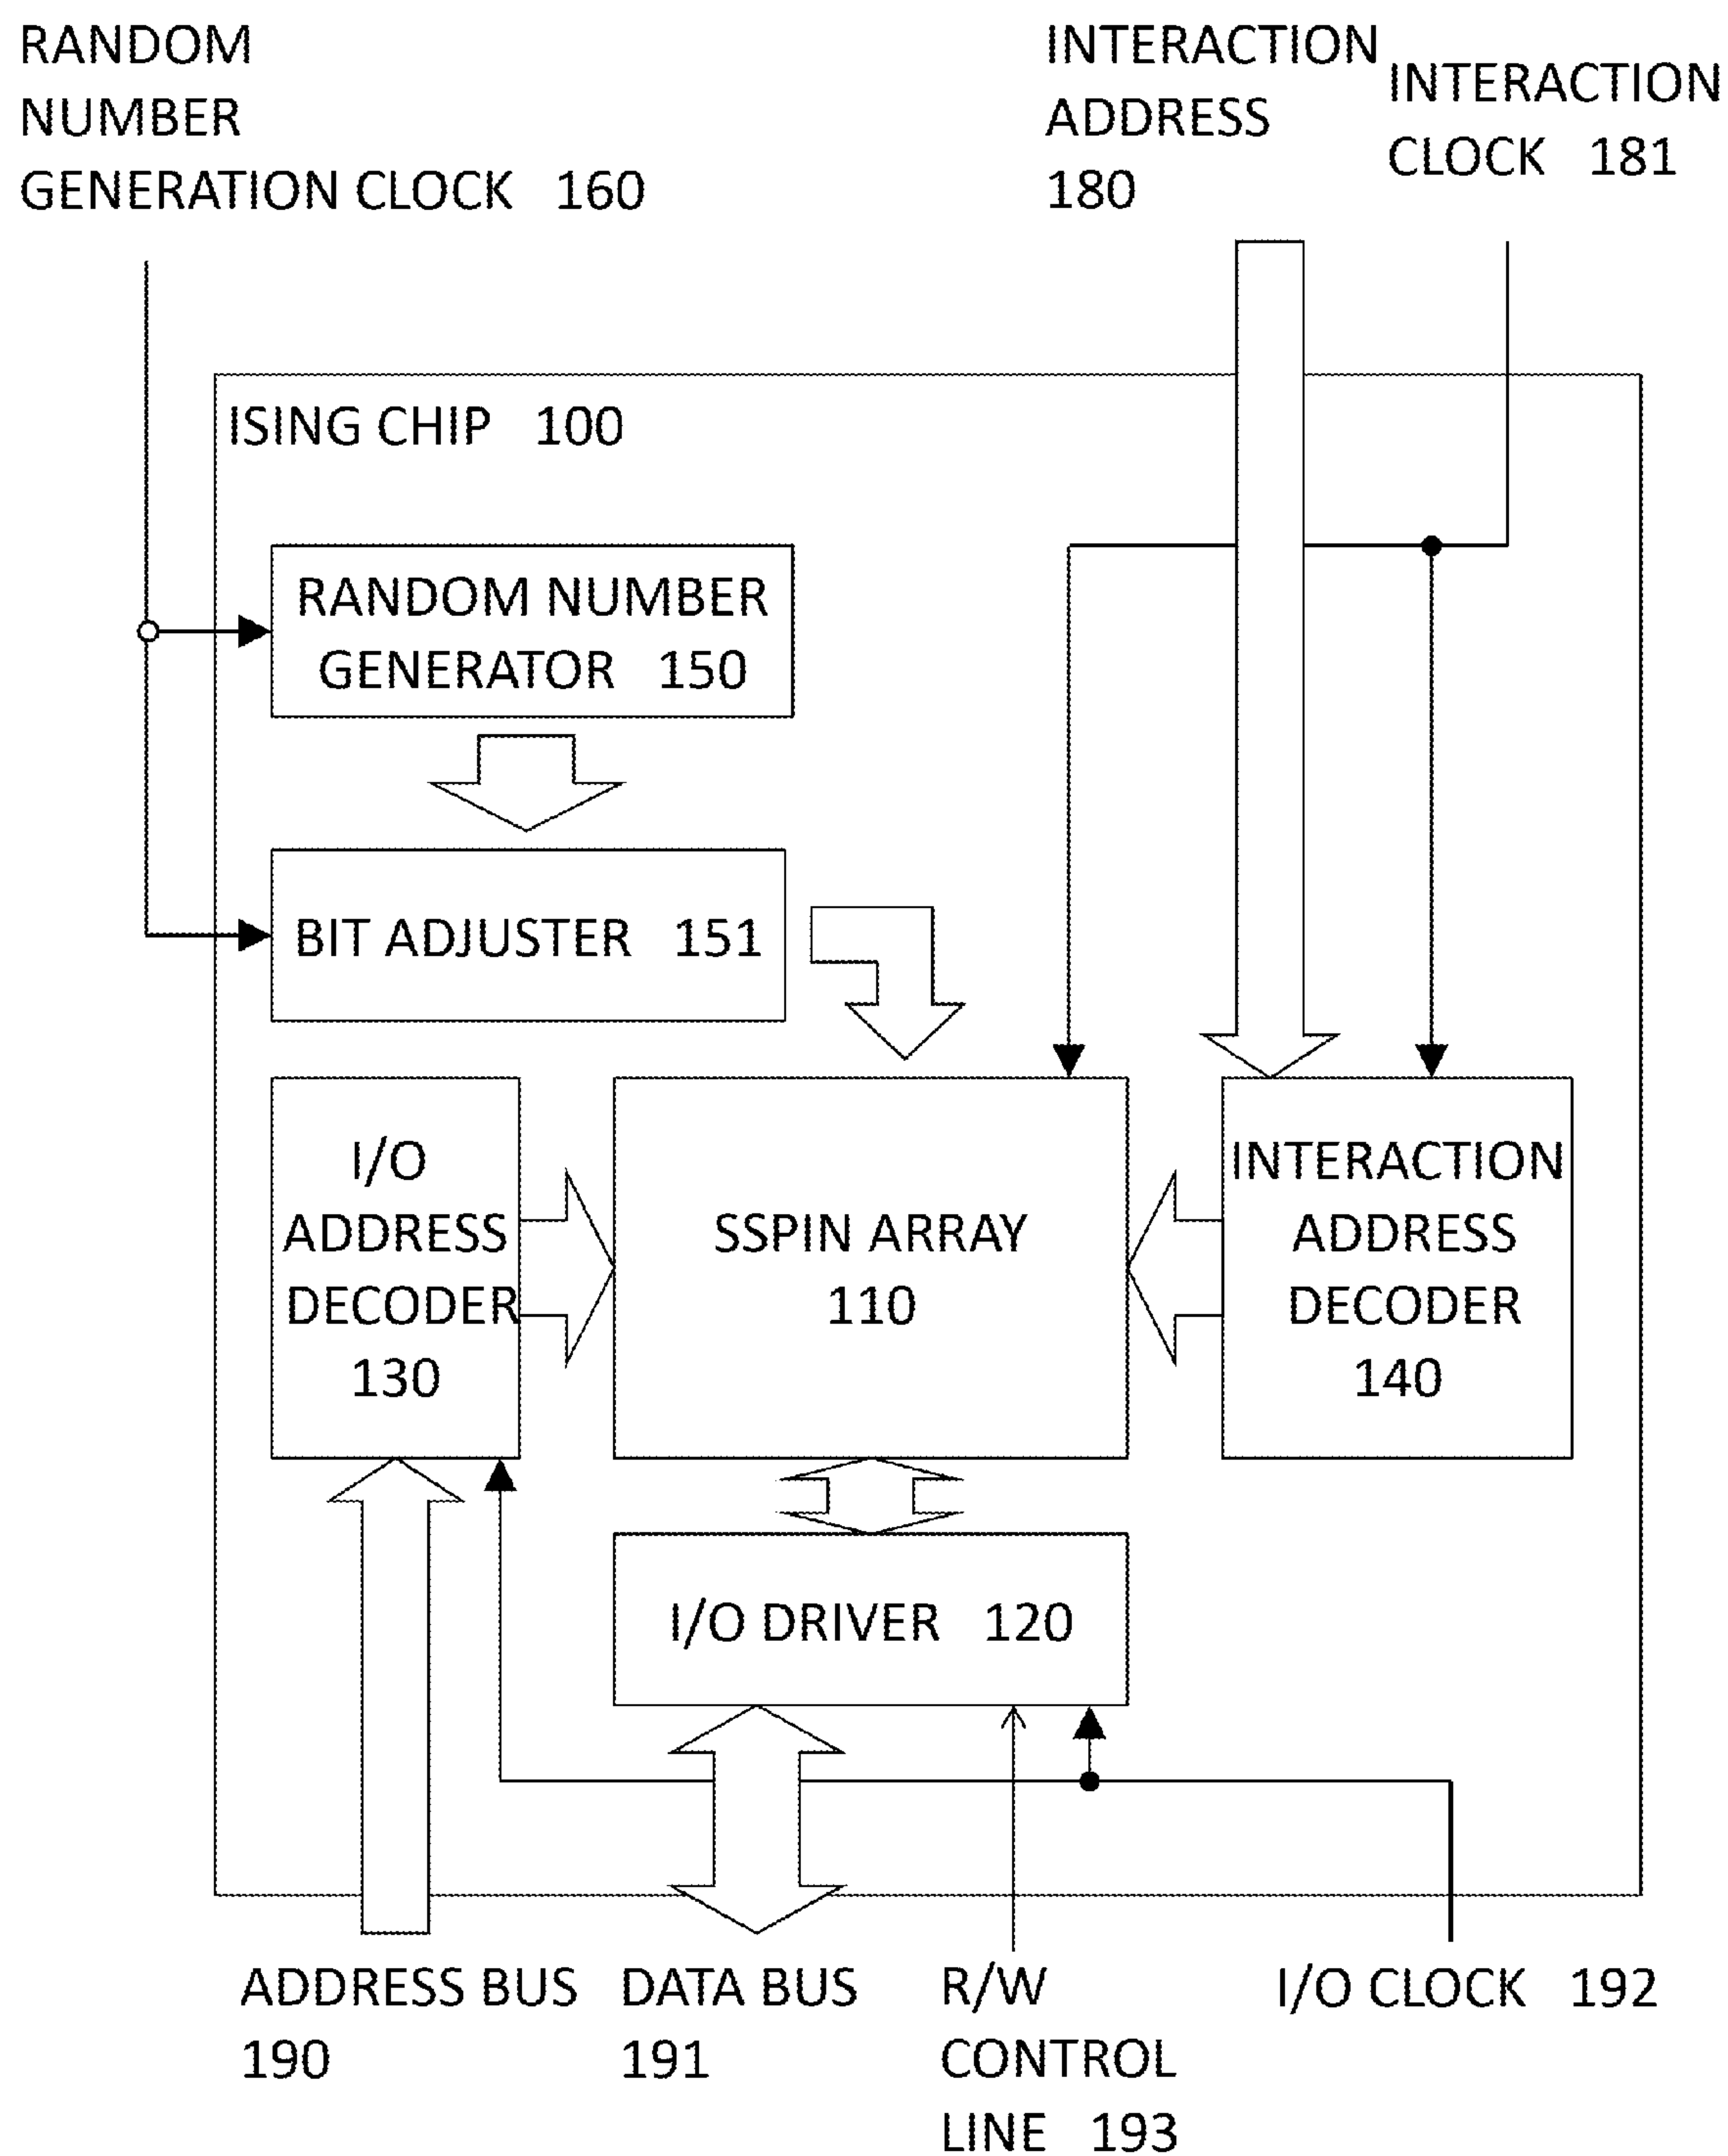 RANDOM
NUMBER
GENERATION CLOCK 160
INTERACTION
ADDRESS
180
INTERACTION
CLOCK 181
ISING CHIP 100
RANDOM NUMBER
GENERATOR 150
BIT ADJUSTER 151
I/O
ADDRESS
DECODER
130
SSPIN ARRAY
110
INTERACTION
ADDRESS
DECODER
140
I/O DRIVER 120
ADDRESS BUS
190
DATA BUS
191
R/W
CONTROL
LINE 193
I/O CLOCK 192